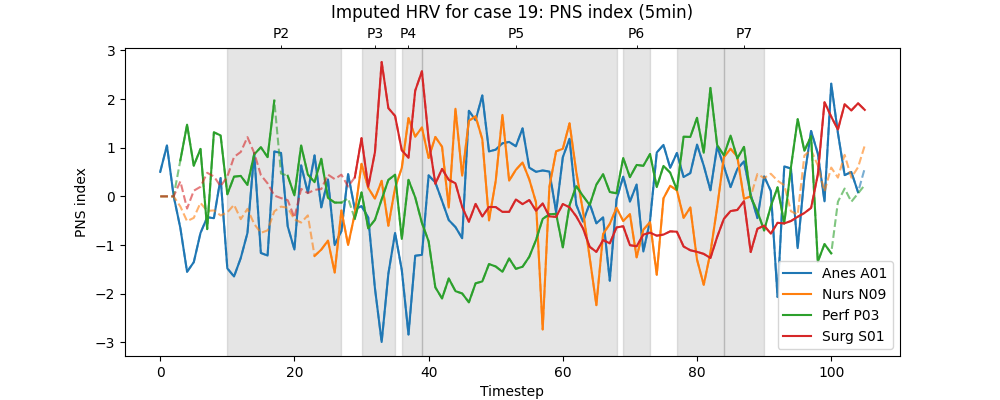 Imputed HRV for case 19: PNS index (5min)
P2 P3 P4 P5 P6 P7
3
2
1
0
−1
−2
−3
PNS index
0 20 40 60 80 100
Timestep
Anes A01
Nurs N09
Perf P03
Surg S01